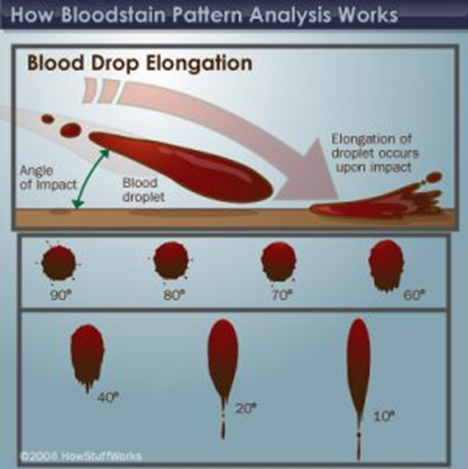 How Bloodstain Pattern Analysis Works
Blood Drop Elongation
Elongation of
droplet occurs
upon impact
Angle
of Impact
Blood
droplet
90°
80°
70°
60°
40°
20°
10°
©2008 HowStuffWorks